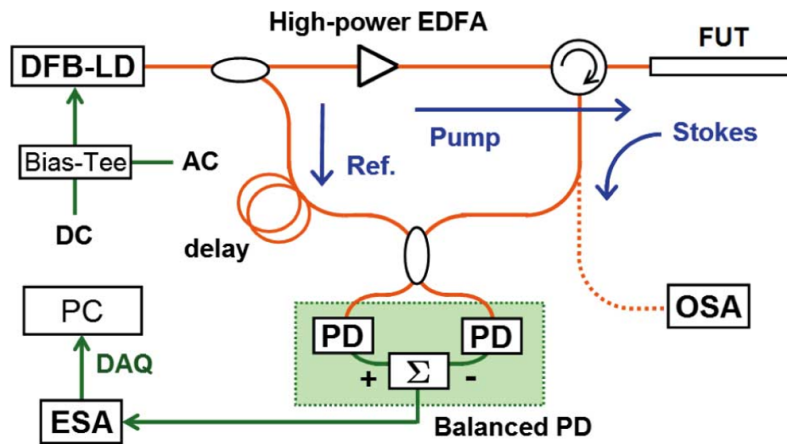 High-power EDFA
FUT
DFB-LD
Pump
Stokes
Bias-Tee
AC
Ref.
DC
delay
OSA
PC
PD
PD
DAQ
+
Σ
-
ESA
Balanced PD